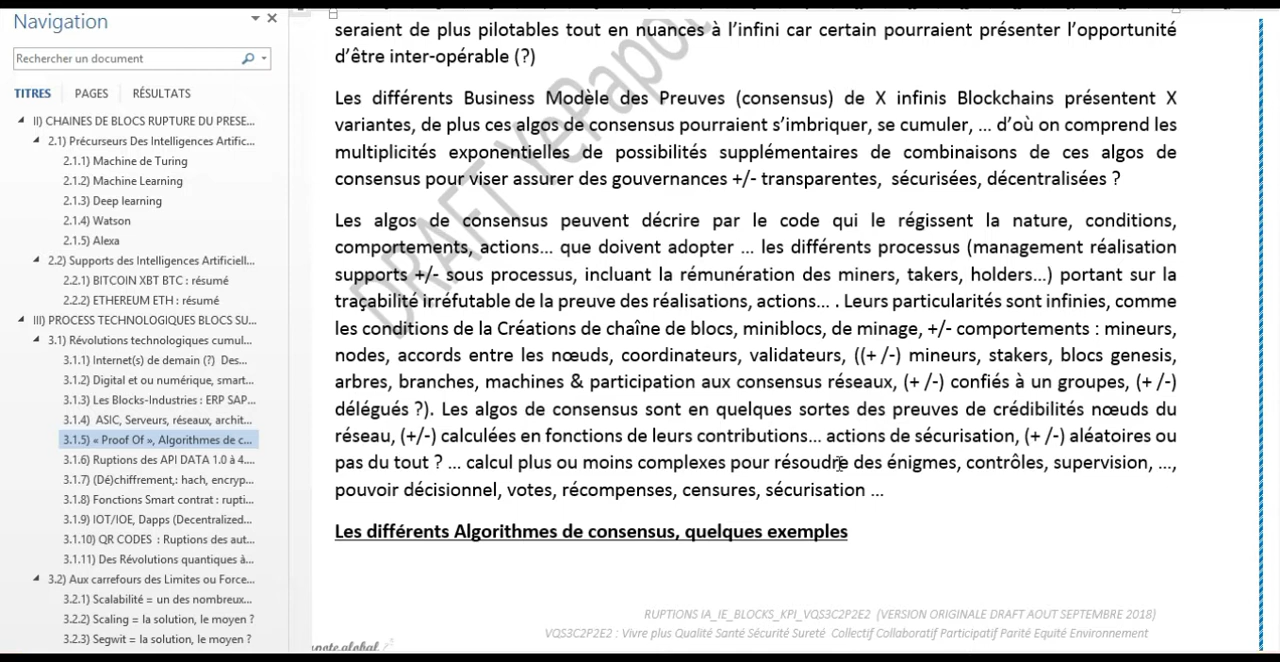 Navigation
Rechercher un document
TITRES PAGES RÉSULTATS
II) CHAINES DE BLOCS RUPTURE DU PRESE...
2.1) Précurseurs Des Intelligences Artific...
2.1.1) Machine de Turing
2.1.2) Machine Learning
2.1.3) Deep learning
2.1.4) Watson
2.1.5) Alexa
2.2) Supports des Intelligences Artificiell...
2.2.1) BITCOIN XBT BTC : résumé
2.2.2) ETHEREUM ETH : résumé
III) PROCESS TECHNOLOGIQUES BLOCS SU...
3.1) Révolutions technologiques cumul...
3.1.1) Internet(s) de demain (?) Des...
3.1.2) Digital et ou numérique, smart...
3.1.3) Les Blocks-Industries : ERP SAP...
3.1.4) ASIC, Serveurs, réseaux, archit...
3.1.5) « Proof Of », Algorithmes de c...
3.1.6) Ruptions des API DATA 1.0 à 4....
3.1.7) (Dé)chiffrement,: hach, encryp...
3.1.8) Fonctions Smart contrat : rupti...
3.1.9) IOT/IOE, Dapps (Decentralized...
3.1.10) QR CODES : Ruptions des aut...
3.1.11) Des Révolutions quantiques à...
3.2) Aux carrefours des Limites ou Force...
3.2.1) Scalabilité = un des nombreux...
3.2.2) Scaling = la solution, le moyen ?
3.2.3) Segwit = la solution, le moyen ?
seraient de plus pilotables tout en nuances à l’infini car certain pourraient présenter l’opportunité
d’être inter-opérable (?)
Les différents Business Modèle des Preuves (consensus) de X infinis Blockchains présentent X
variantes, de plus ces algos de consensus pourraient s’imbriquer, se cumuler, ... d’où on comprend les
multiplicités exponentielles de possibilités supplémentaires de combinaisons de ces algos de
consensus pour viser assurer des gouvernances +/- transparentes, sécurisées, décentralisées ?
Les algos de consensus peuvent décrire par le code qui le régissent la nature, conditions,
comportements, actions... que doivent adopter ... les différents processus (management réalisation
supports +/- sous processus, incluant la rémunération des miners, takers, holders...) portant sur la
traçabilité irréfutable de la preuve des réalisations, actions... . Leurs particularités sont infinies, comme
les conditions de la Créations de chaîne de blocs, miniblocs, de minage, +/- comportements : mineurs,
nodes, accords entre les nœuds, coordinateurs, validateurs, ((+ /-) mineurs, stakers, blocs genesis,
arbres, branches, machines & participation aux consensus réseaux, (+ /-) confiés à un groupes, (+ /-)
délégués ?). Les algos de consensus sont en quelques sortes des preuves de crédibilités nœuds du
réseau, (+/-) calculées en fonctions de leurs contributions... actions de sécurisation, (+ /-) aléatoires ou
pas du tout ? ... calcul plus ou moins complexes pour résoudre des énigmes, contrôles, supervision, ...,
pouvoir décisionnel, votes, récompenses, censures, sécurisation ...
Les différents Algorithmes de consensus, quelques exemples
RUPTIONS IA_IE_BLOCKS_KPI_VQS3C2P2E2 (VERSION ORIGINALE DRAFT AOUT SEPTEMBRE 2018)
VQS3C2P2E2 : Vivre plus Qualité Santé Sécurité Sureté Collectif Collaboratif Participatif Parité Equité Environnement